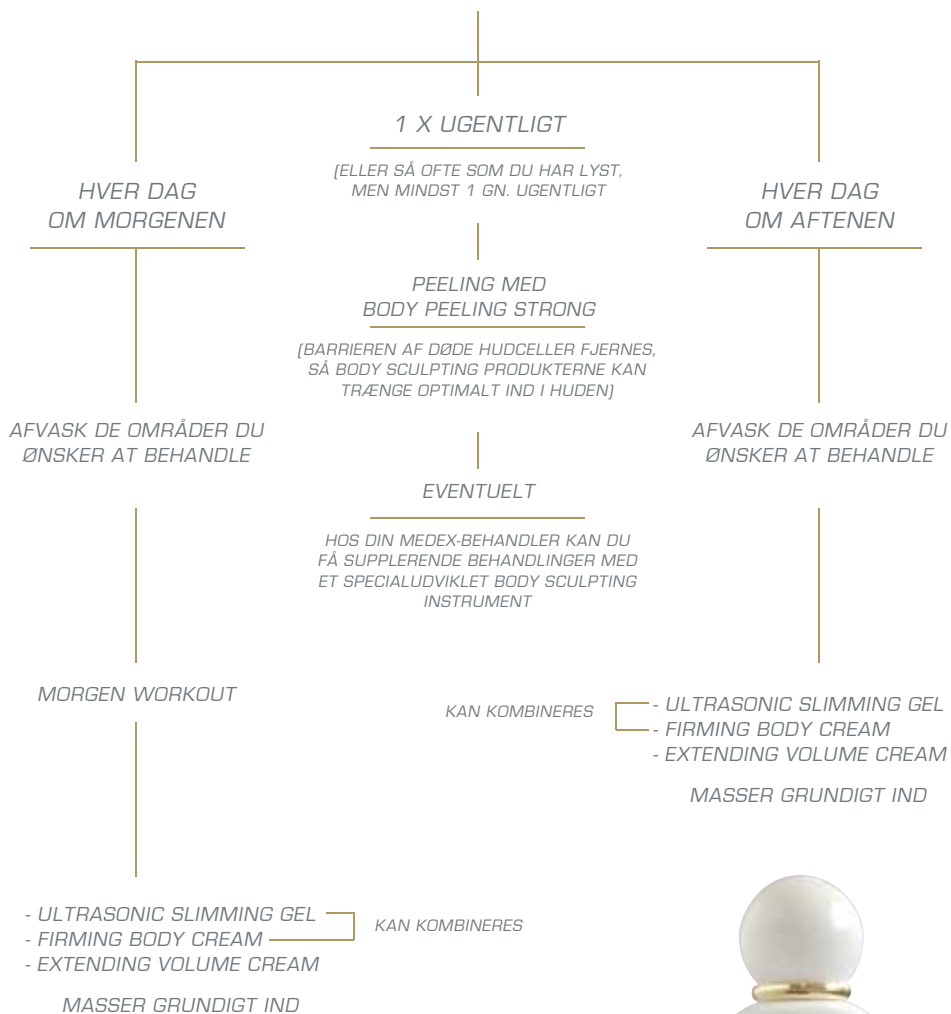 HVER DAG
OM MORGENEN
AFVASK DE OMRÅDER DU
ØNSKER AT BEHANDLE
MORGEN WORKOUT
- ULTRASONIC SLIMMING GEL
- FIRMING BODY CREAM
- EXTENDING VOLUME CREAM
KAN KOMBINERES
MASSER GRUNDIGT IND
1 X UGENTLIGT
(ELLER SÅ OFTE SOM DU HAR LYST,
MEN MINDST 1 GN. UGENTLIGT
PEELING MED
BODY PEELING STRONG
(BARRIEREN AF DØDE HUDCELLER FJERNES,
SÅ BODY SCULPTING PRODUKTERNE KAN
TRÆNGE OPTIMALT IND I HUDEN)
EVENTUELT
HOS DIN MEDEX-BEHANDLER KAN DU
FÅ SUPPLERENDE BEHANDLINGER MED
ET SPECIALUDVIKLET BODY SCULPTING
INSTRUMENT
HVER DAG
OM AFTENEN
AFVASK DE OMRÅDER DU
ØNSKER AT BEHANDLE
KAN KOMBINERES
- ULTRASONIC SLIMMING GEL
- FIRMING BODY CREAM
- EXTENDING VOLUME CREAM
MASSER GRUNDIGT IND